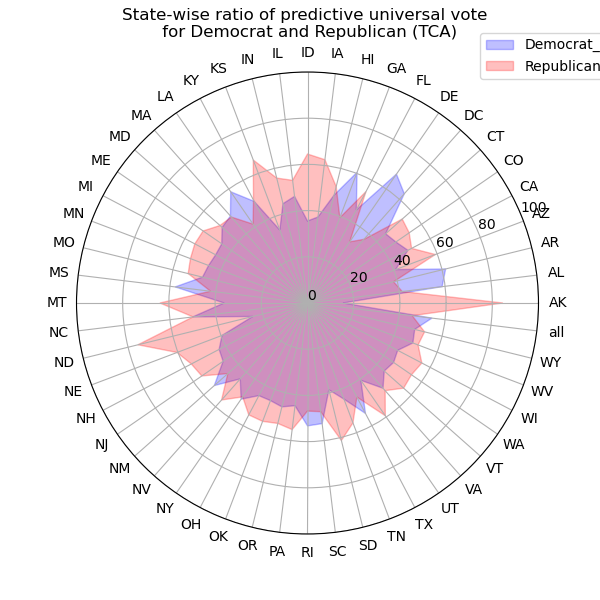 State-wise ratio of predictive universal vote
for Democrat and Republican (TCA)
Democrat_
Republican
0
20
40
60
80
100
AK
AL
AR
AZ
CA
CO
CT
DC
DE
FL
GA
HI
IA
ID
IL
IN
KS
KY
LA
MA
MD
ME
MI
MN
MO
MS
MT
NC
ND
NE
NH
NJ
NM
NV
NY
OH
OK
OR
PA
RI
SC
SD
TN
TX
UT
VA
VT
WA
WI
WV
WY
all